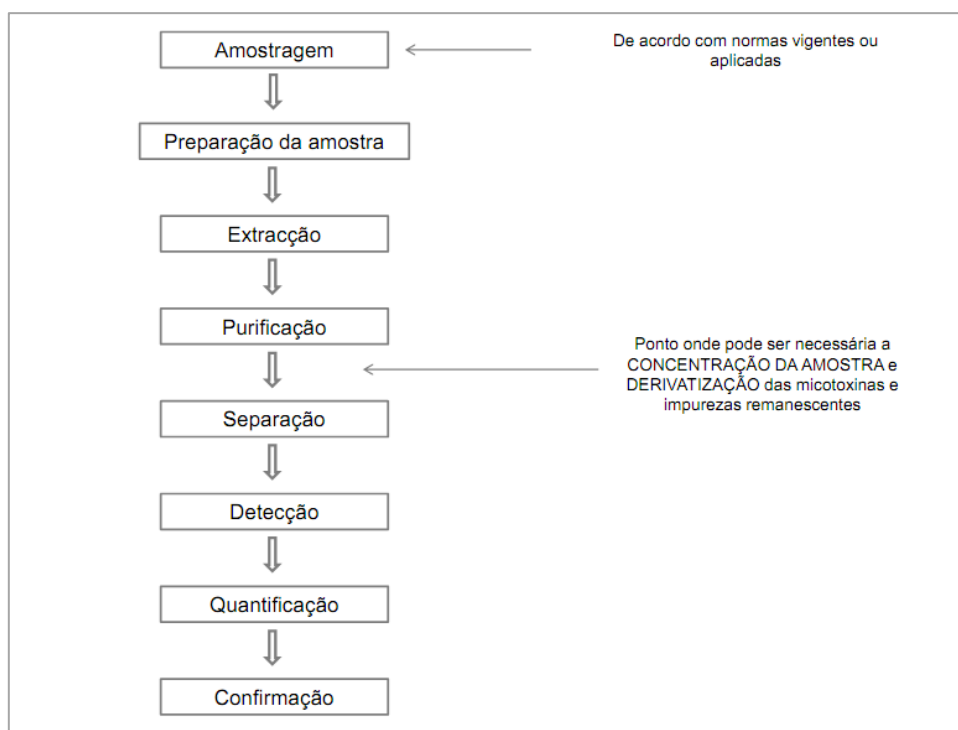 Amostragem
De acordo com normas vigentes ou
aplicadas
Preparação da amostra
Extracção
Purificação
Ponto onde pode ser necessária a
CONCENTRAÇÃO DA AMOSTRA e
DERIVATIZAÇÃO das micotoxinas e
impurezas remanescentes
Separação
Detecção
Quantificação
Confirmação